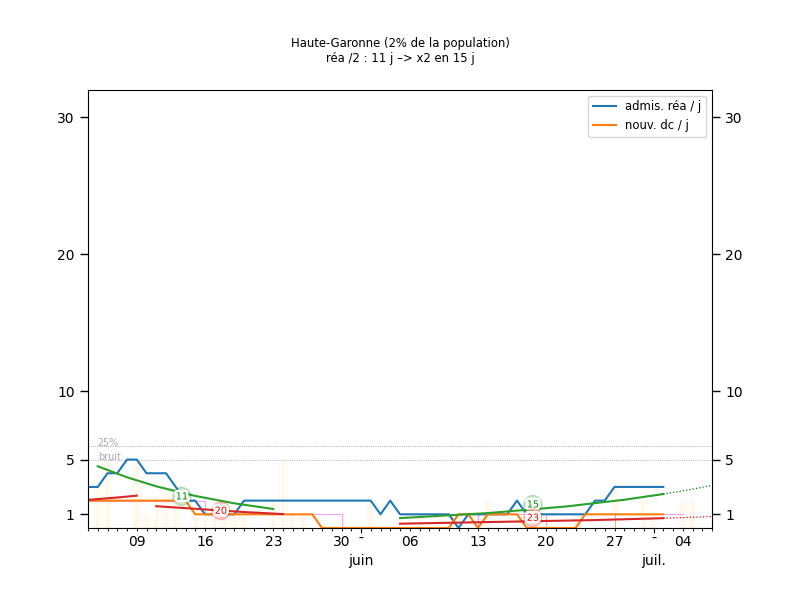 Haute-Garonne (2% de la population)
réa /2 : 11 j –> x2 en 15 j
admis. réa / j
nouv. dc / j
30 30
20 20
10 10
25%
bruit
5 5
11
20
15
23
1 1
09 16 23 30 - 06 13 20 27 - 04
juin juil.